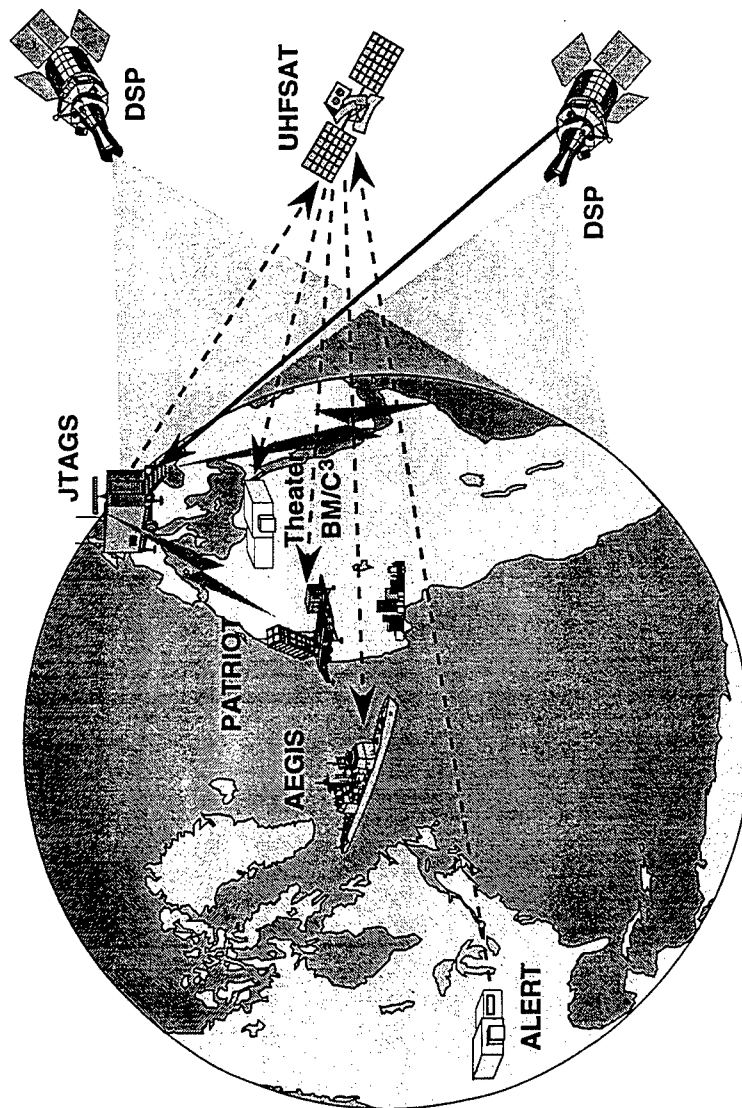 DSP
UHFSAT
DSP
JTAGS
Theater
BM/C³
PATRIOT
AEGIS
ALERT